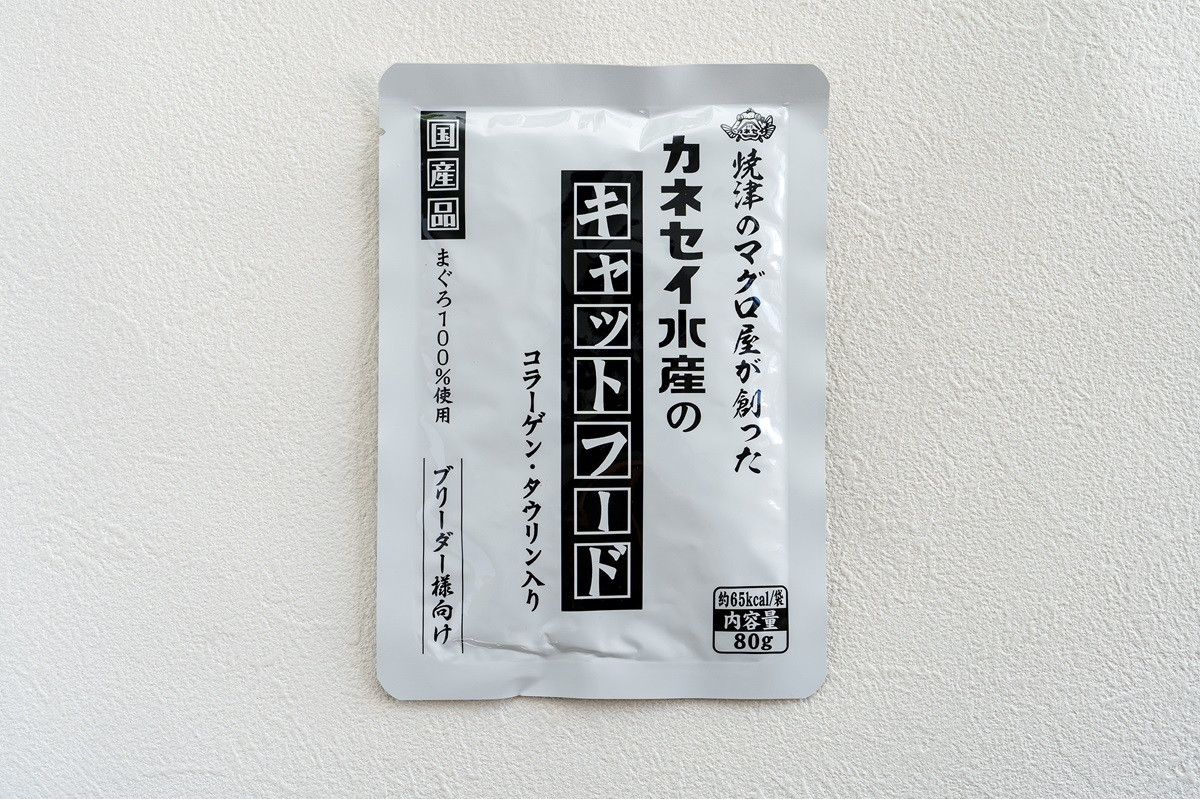 焼津のマグロ屋が創った
カネセイ水産の
キャットフード
コラーゲン・タウリン入り
国産品
まぐろ100%使用
ブリーダー様向け
約65kcal/袋
内容量
80g